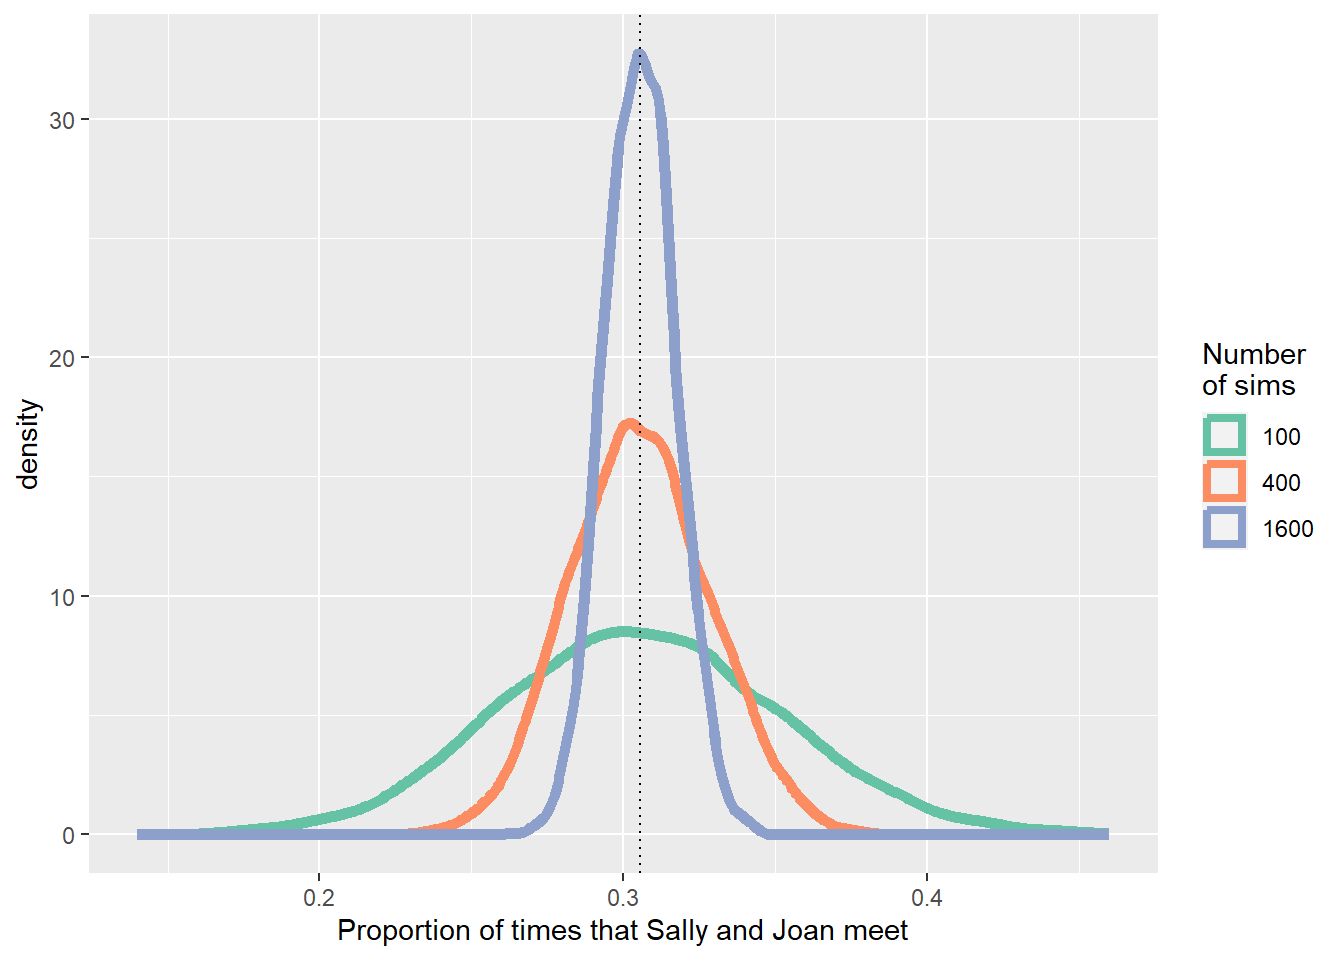 30
20
10
0
density
0.2
0.3
0.4
Proportion of times that Sally and Joan meet
Number
of sims
100
400
1600